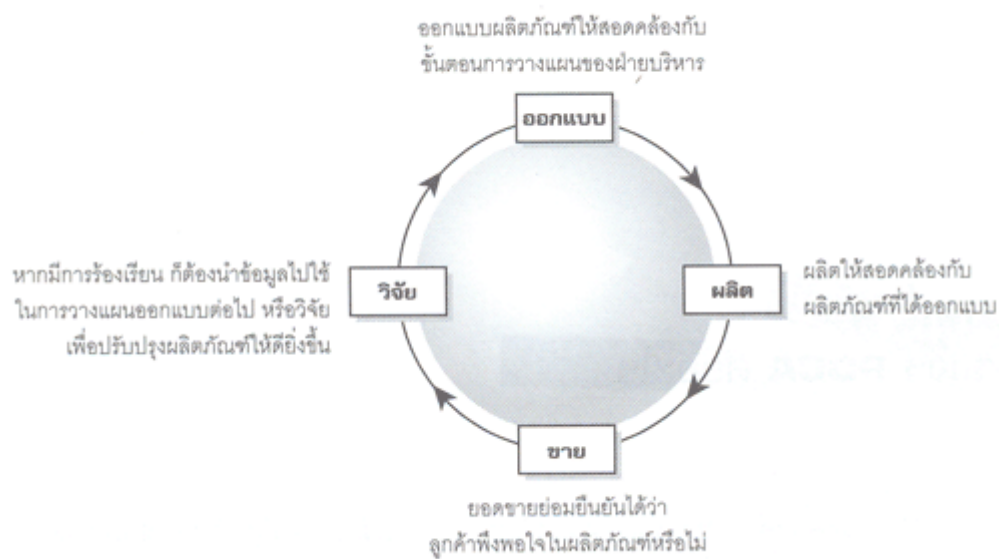 ออกแบบผลิตภัณฑ์ให้สอดคล้องกับ
ขั้นตอนการวางแผนของฝ่ายบริหาร
ออกแบบ
หากมีการร้องเรียน ก็ต้องนำข้อมูลไปใช้
ในการวางแผนออกแบบต่อไป หรือวิจัย
เพื่อปรับปรุงผลิตภัณฑ์ให้ดียิ่งขึ้น
วิจัย
ผลิต
ผลิตให้สอดคล้องกับ
ผลิตภัณฑ์ที่ได้ออกแบบ
ขาย
ยอดขายย่อมยืนยันได้ว่า
ลูกค้าพึงพอใจในผลิตภัณฑ์หรือไม่